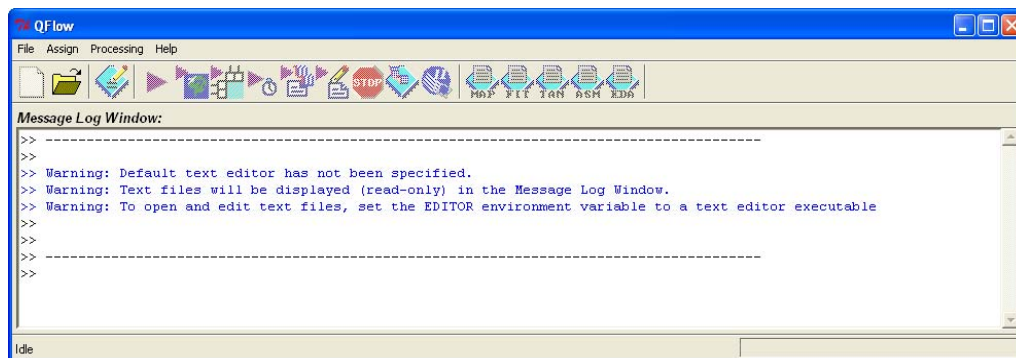 QFlow
File Assign Processing Help
STOP MAP FIT TAN ASM EDA
Message Log Window:
>> ---------------------------------------------------------------------------------------
>>
>> Warning: Default text editor has not been specified.
>> Warning: Text files will be displayed (read-only) in the Message Log Window.
>> Warning: To open and edit text files, set the EDITOR environment variable to a text editor executable
>>
>>
>> ---------------------------------------------------------------------------------------
>>
Idle